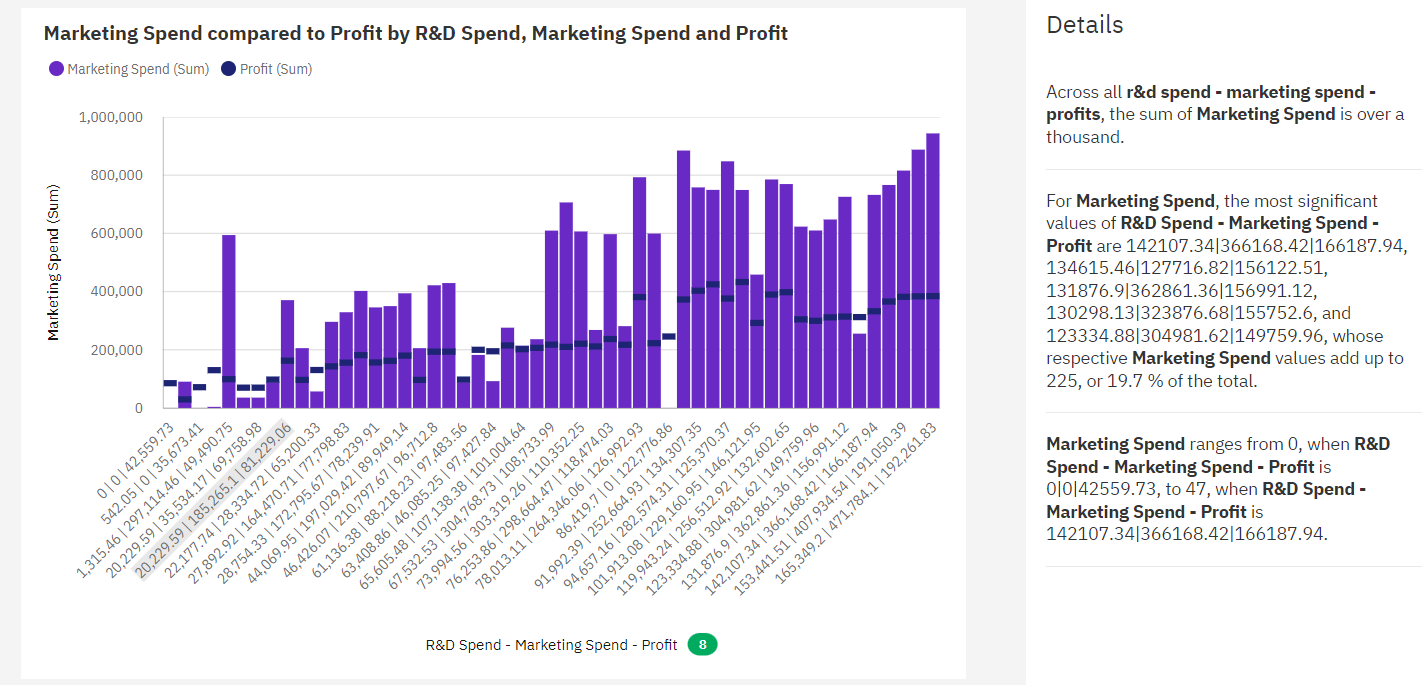 Marketing Spend compared to Profit by R&D Spend, Marketing Spend and Profit
Marketing Spend (Sum)
Profit (Sum)
Marketing Spend (Sum)
1,000,000
800,000
600,000
400,000
200,000
0
0 | 0 | 42,559.73
542.05 | 0 | 35,673.41
1,315.46 | 297,114.46 | 49,490.75
20,229.59 | 35,534.17 | 69,758.98
20,229.59 | 185,265.1 | 81,229.06
22,177.74 | 28,334.72 | 65,200.33
27,892.92 | 164,470.71 | 77,798.83
28,754.33 | 172,795.67 | 78,239.91
44,069.95 | 197,029.42 | 89,949.14
46,426.07 | 210,797.67 | 96,712.8
61,136.38 | 88,218.23 | 97,483.56
63,408.86 | 46,085.25 | 97,427.84
65,605.48 | 107,138.38 | 101,004.64
67,532.53 | 304,768.73 | 108,733.99
73,994.56 | 303,319.26 | 110,352.25
76,253.86 | 298,664.47 | 118,474.03
78,013.11 | 264,346.06 | 126,992.93
86,419.7 | 0 | 122,776.86
91,992.39 | 252,664.93 | 134,307.35
94,657.16 | 282,574.31 | 125,370.37
101,913.08 | 229,160.95 | 146,121.95
119,943.24 | 256,512.92 | 132,602.65
123,334.88 | 304,981.62 | 149,759.96
131,876.9 | 362,861.36 | 156,991.12
142,107.34 | 366,168.42 | 166,187.94
153,441.51 | 407,934.54 | 191,050.39
165,349.2 | 471,784.1 | 192,261.83
R&D Spend - Marketing Spend - Profit
8
Details
Across all r&d spend - marketing spend -
profits, the sum of Marketing Spend is over a
thousand.
For Marketing Spend, the most significant
values of R&D Spend - Marketing Spend -
Profit are 142107.34|366168.42|166187.94,
134615.46|127716.82|156122.51,
131876.9|362861.36|156991.12,
130298.13|323876.68|155752.6, and
123334.88|304981.62|149759.96, whose
respective Marketing Spend values add up to
225, or 19.7 % of the total.
Marketing Spend ranges from 0, when R&D
Spend - Marketing Spend - Profit is
0|0|42559.73, to 47, when R&D Spend -
Marketing Spend - Profit is
142107.34|366168.42|166187.94.